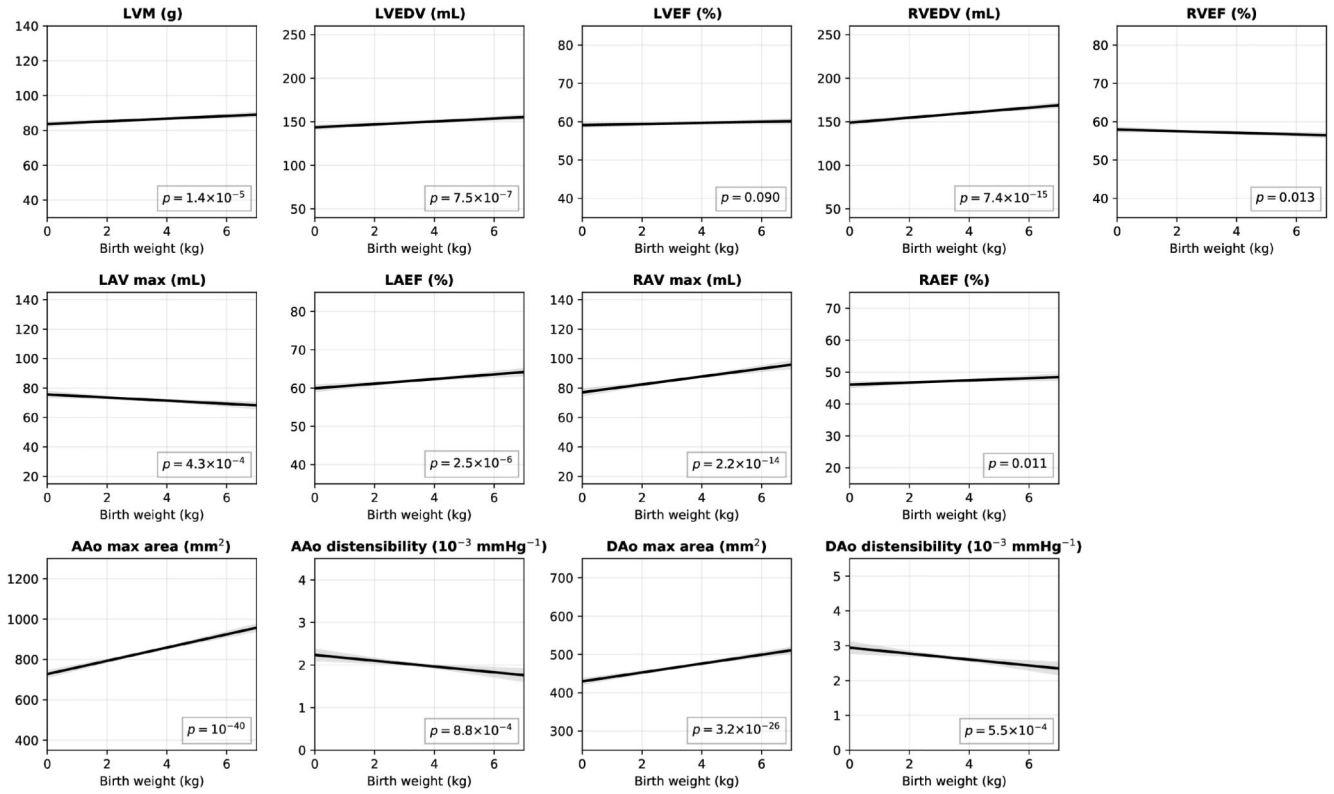 LVM (g)
140
120
100
80
60
40
0 2 4 6
Birth weight (kg)
p = 1.4×10⁻⁵
LVEDV (mL)
250
200
150
100
50
0 2 4 6
Birth weight (kg)
p = 7.5×10⁻⁷
LVEF (%)
80
70
60
50
40
0 2 4 6
Birth weight (kg)
p = 0.090
RVEDV (mL)
250
200
150
100
50
0 2 4 6
Birth weight (kg)
p = 7.4×10⁻¹⁵
RVEF (%)
80
70
60
50
40
0 2 4 6
Birth weight (kg)
p = 0.013
LAV max (mL)
140
120
100
80
60
40
20
0 2 4 6
Birth weight (kg)
p = 4.3×10⁻⁴
LAEF (%)
80
70
60
50
40
0 2 4 6
Birth weight (kg)
p = 2.5×10⁻⁶
RAV max (mL)
140
120
100
80
60
40
20
0 2 4 6
Birth weight (kg)
p = 2.2×10⁻¹⁴
RAEF (%)
70
60
50
40
30
20
0 2 4 6
Birth weight (kg)
p = 0.011
AAo max area (mm²)
1200
1000
800
600
400
0 2 4 6
Birth weight (kg)
p = 10⁻⁴⁰
AAo distensibility (10⁻³ mmHg⁻¹)
4
3
2
1
0
0 2 4 6
Birth weight (kg)
p = 8.8×10⁻⁴
DAo max area (mm²)
700
600
500
400
300
0 2 4 6
Birth weight (kg)
p = 3.2×10⁻²⁶
DAo distensibility (10⁻³ mmHg⁻¹)
5
4
3
2
1
0
0 2 4 6
Birth weight (kg)
p = 5.5×10⁻⁴